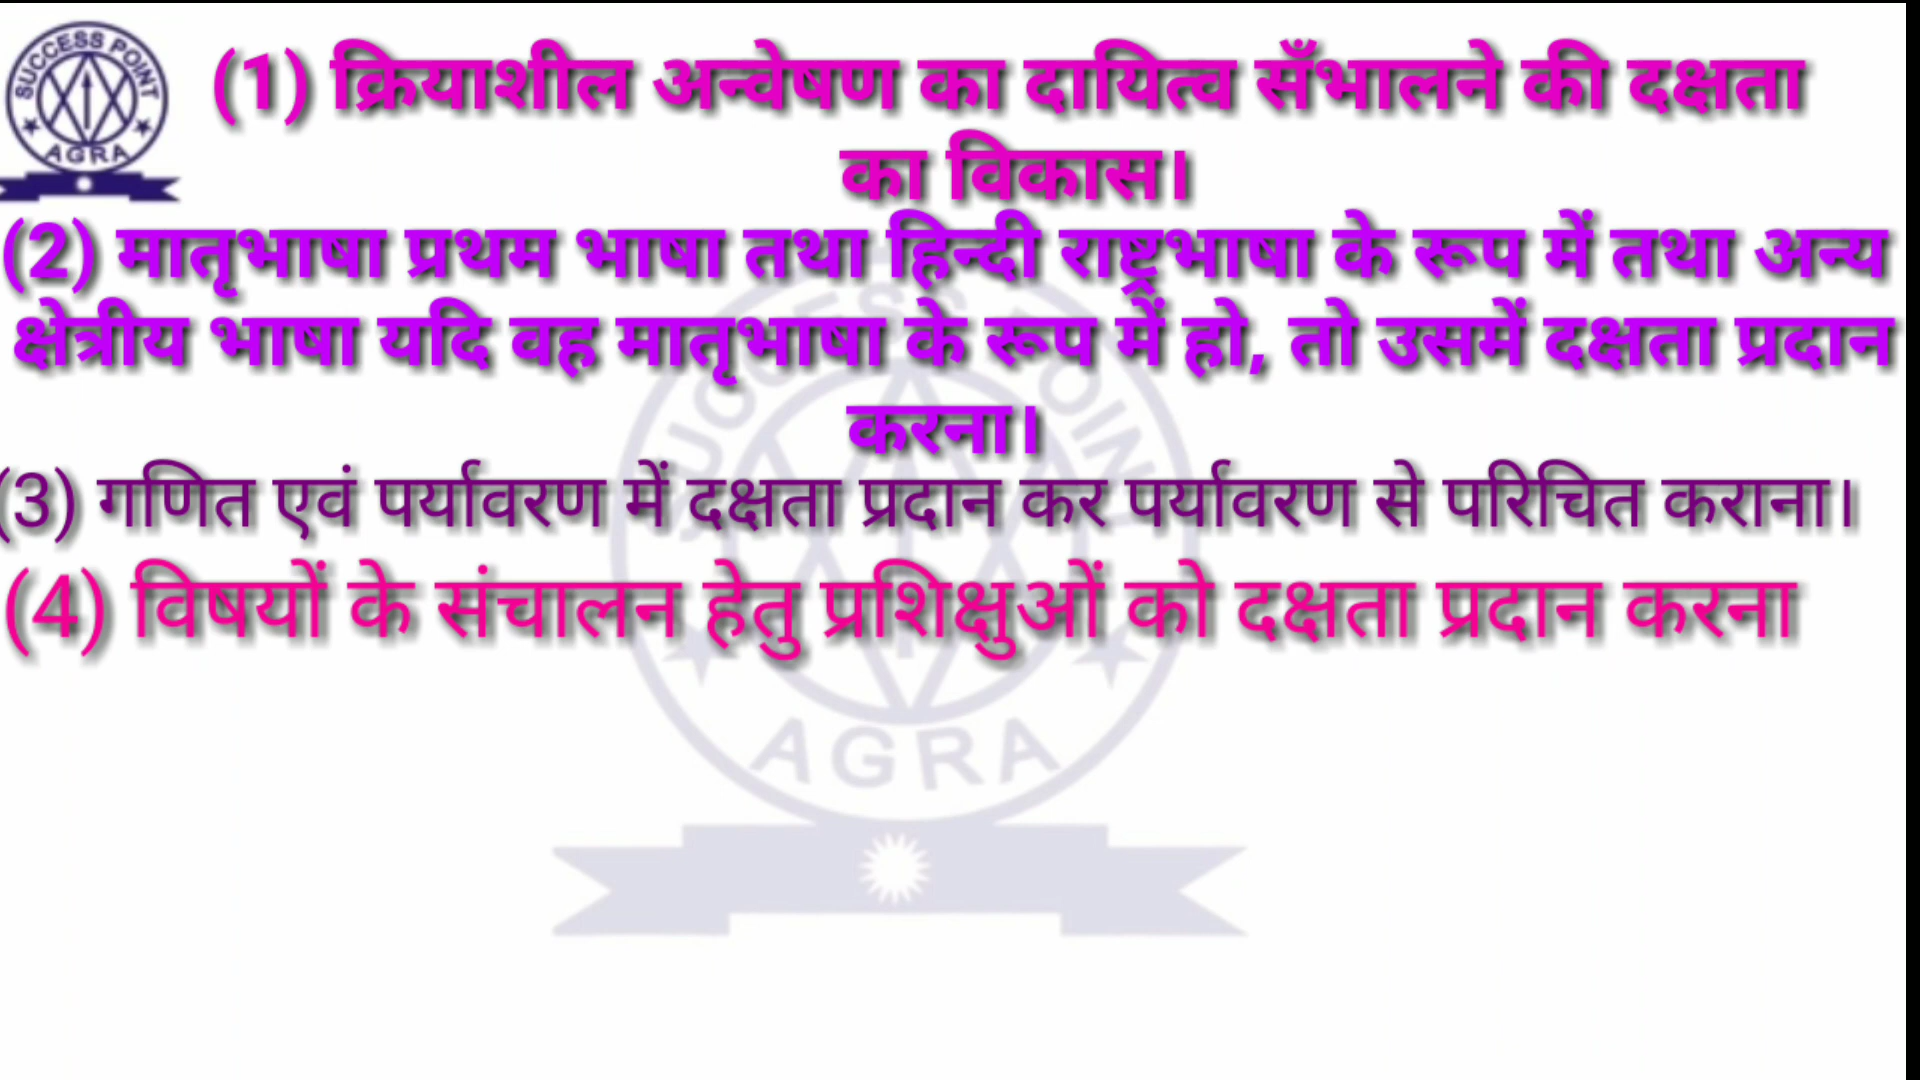 SUCCESS POINT
AGRA
(1) क्रियाशील अन्वेषण का दायित्व सँभालने की दक्षता
का विकास।
(2) मातृभाषा प्रथम भाषा तथा हिन्दी राष्ट्रभाषा के रूप में तथा अन्य
क्षेत्रीय भाषा यदि वह मातृभाषा के रूप में हो, तो उसमें दक्षता प्रदान
करना।
(3) गणित एवं पर्यावरण में दक्षता प्रदान कर पर्यावरण से परिचित कराना।
(4) विषयों के संचालन हेतु प्रशिक्षुओं को दक्षता प्रदान करना
SUCCESS POINT
AGRA